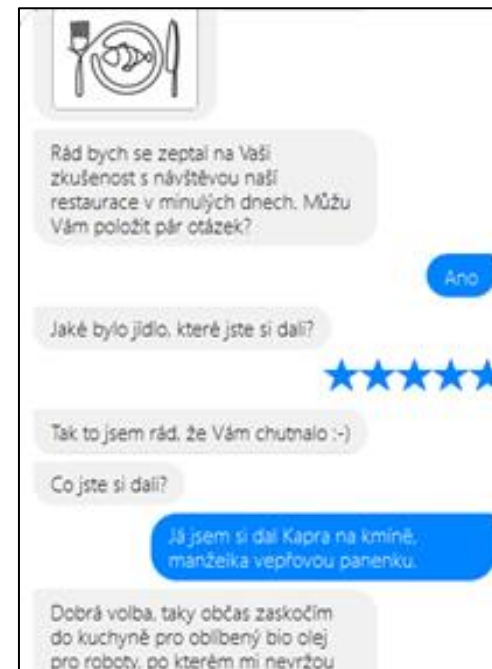 Rád bych se zeptal na Vaší
zkušenost s návštěvou naší
restaurace v minulých dnech. Můžu
Vám položit pár otázek?
Ano
Jaké bylo jídlo, které jste si dali?
★★★★★
Tak to jsem rád, že Vám chutnalo :-)
Co jste si dali?
Já jsem si dal Kapra na kmíně,
manželka vepřovou panenku.
Dobrá volba, taky občas zaskočím
do kuchyně pro oblíbený bio olej
pro roboty, po kterém mi nevržou